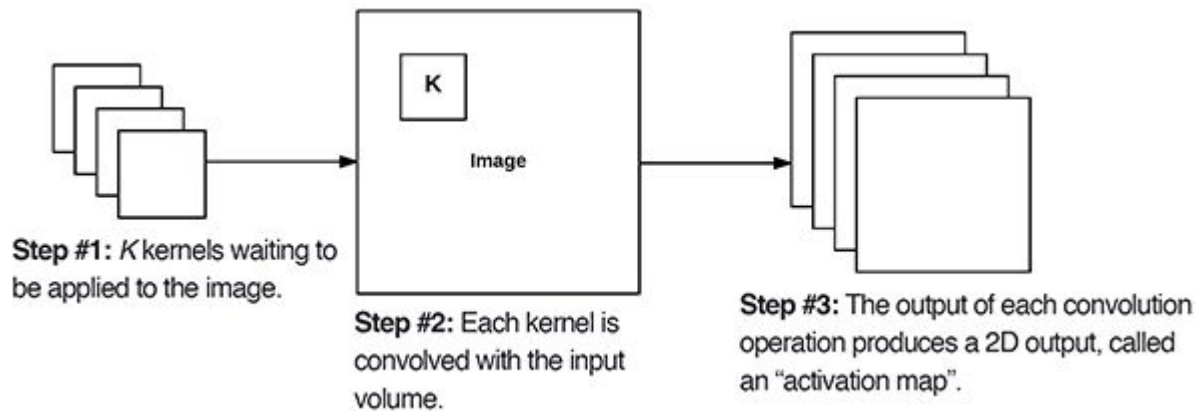 K
Image
Step #1: K kernels waiting to
be applied to the image.
Step #2: Each kernel is
convolved with the input
volume.
Step #3: The output of each convolution
operation produces a 2D output, called
an “activation map”.